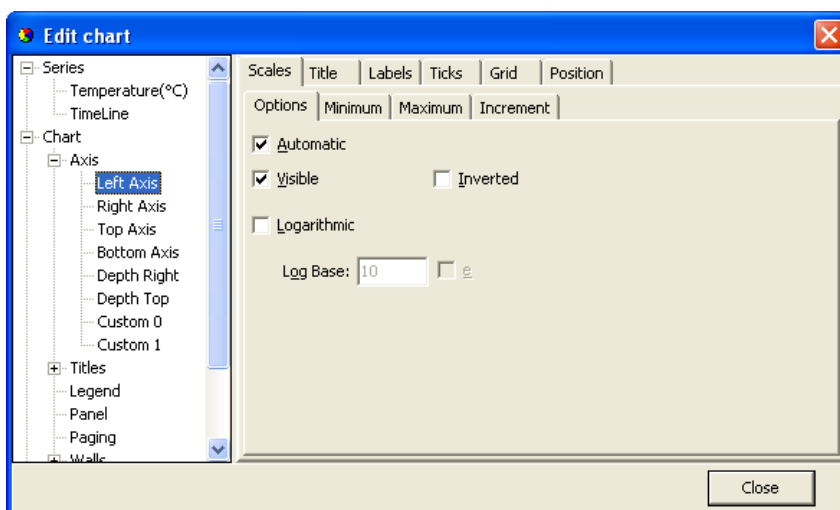 Edit chart
Series
Temperature(°C)
TimeLine
Chart
Axis
Left Axis
Right Axis
Top Axis
Bottom Axis
Depth Right
Depth Top
Custom 0
Custom 1
Titles
Legend
Panel
Paging
Walls
Scales Title Labels Ticks Grid Position
Options Minimum Maximum Increment
Automatic
Visible Inverted
Logarithmic
Log Base: 10 e
Close